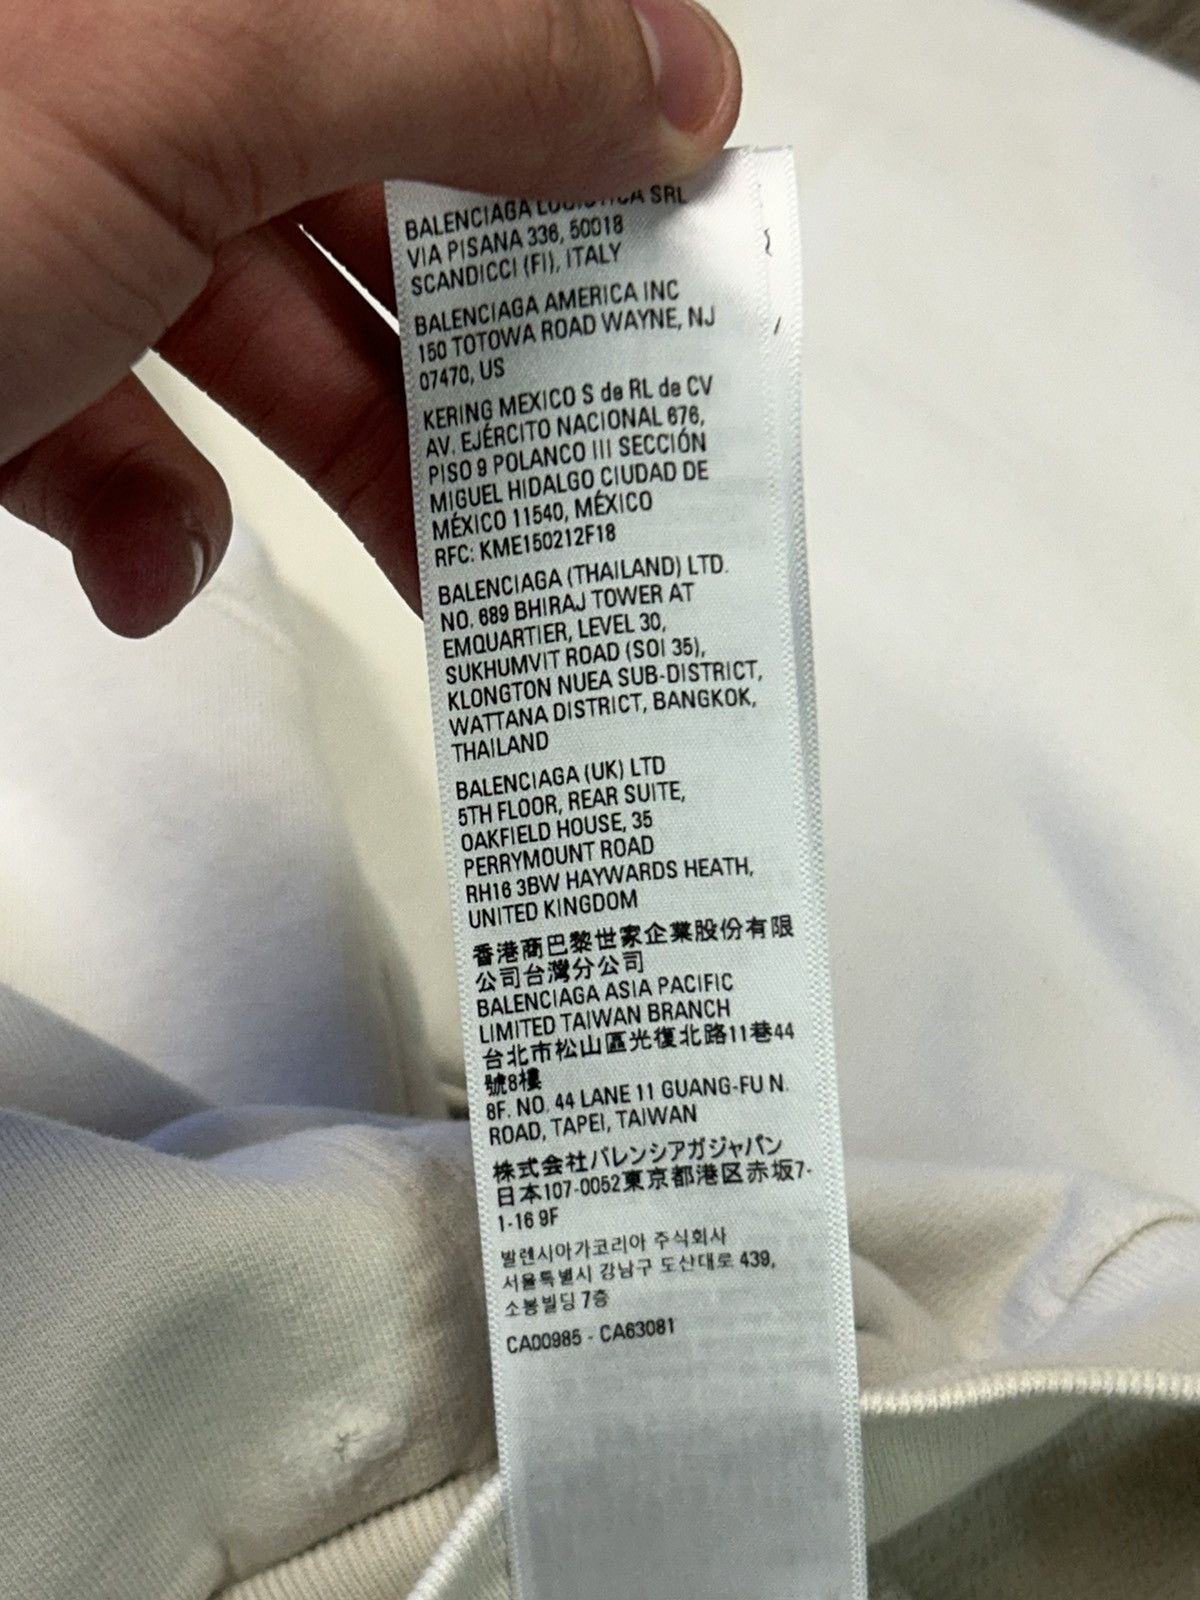 BALENCIAGA LOGISTICA SRL
VIA PISANA 336, 50018
SCANDICCI (FI), ITALY
BALENCIAGA AMERICA INC
150 TOTOWA ROAD WAYNE, NJ
07470, US
KERING MEXICO S de RL de CV
AV. EJÉRCITO NACIONAL 676,
PISO 9 POLANCO III SECCIÓN
MIGUEL HIDALGO CIUDAD DE
MÉXICO 11540, MÉXICO
RFC: KME150212F18
BALENCIAGA (THAILAND) LTD.
NO. 689 BHIRAJ TOWER AT
EMQUARTIER, LEVEL 30,
SUKHUMVIT ROAD (SOI 35),
KLONGTON NUEA SUB-DISTRICT,
WATTANA DISTRICT, BANGKOK,
THAILAND
BALENCIAGA (UK) LTD
5TH FLOOR, REAR SUITE,
OAKFIELD HOUSE, 35
PERRYMOUNT ROAD
RH16 3BW HAYWARDS HEATH,
UNITED KINGDOM
香港商巴黎世家企業股份有限
公司台灣分公司
BALENCIAGA ASIA PACIFIC
LIMITED TAIWAN BRANCH
台北市松山區光復北路11巷44
號8樓
8F. NO. 44 LANE 11 GUANG-FU N.
ROAD, TAPEI, TAIWAN
株式会社バレンシアガジャパン
日本107-0052東京都港区赤坂7-
1-16 9F
발렌시아가코리아 주식회사
서울특별시 강남구 도산대로 439,
소봉빌딩 7층
CA00985 - CA63081